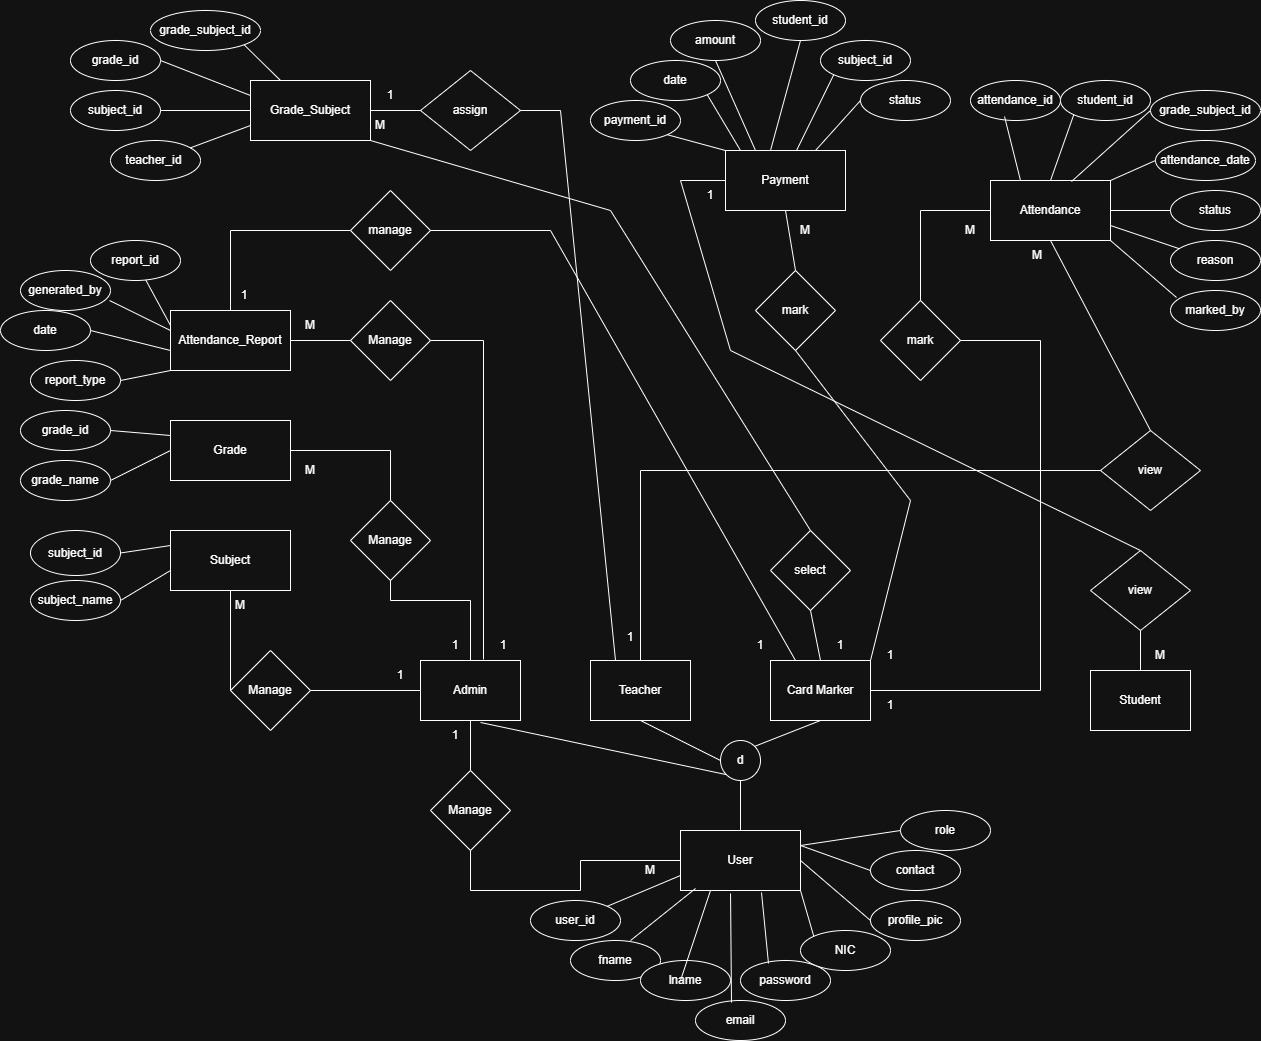 grade_subject_id
grade_id
subject_id
teacher_id
Grade_Subject
1
M
assign
student_id
amount
subject_id
date
status
payment_id
Payment
1
M
attendance_id
student_id
grade_subject_id
attendance_date
status
reason
marked_by
Attendance
M
M
manage
report_id
generated_by
date
report_type
1
Attendance_Report
M
Manage
mark
mark
grade_id
grade_name
Grade
M
view
Manage
subject_id
subject_name
Subject
M
select
view
1
1
1
1
1
1
M
Manage
1
Admin
Teacher
Card Marker
1
Student
1
d
Manage
User
M
role
contact
profile_pic
NIC
user_id
fname
lname
password
email